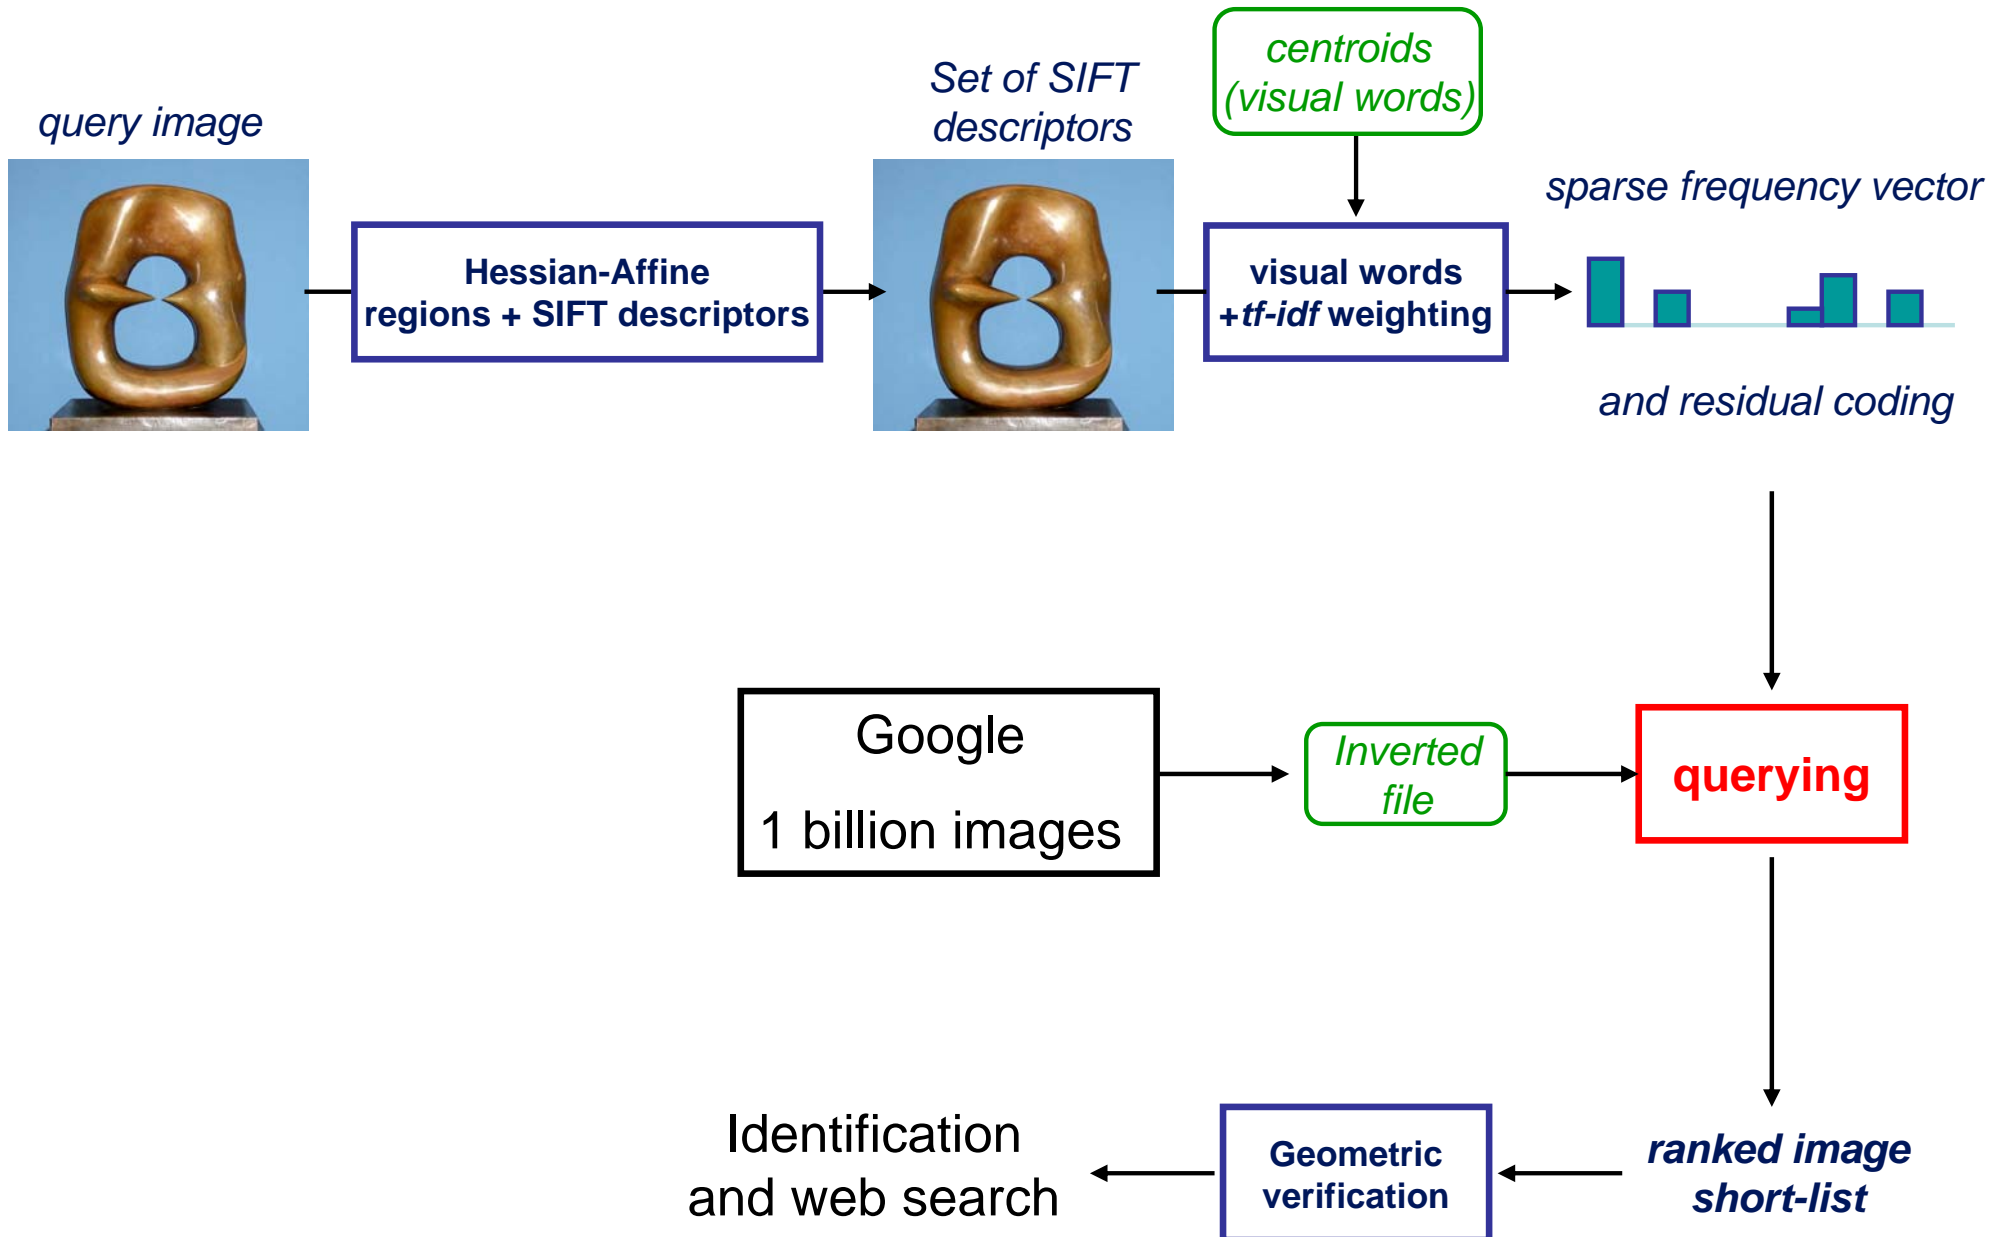 query image
Hessian-Affine
regions + SIFT descriptors
Set of SIFT
descriptors
centroids
(visual words)
visual words
+tf-idf weighting
sparse frequency vector
and residual coding
Google
1 billion images
Inverted
file
querying
ranked image
short-list
Geometric
verification
Identification
and web search